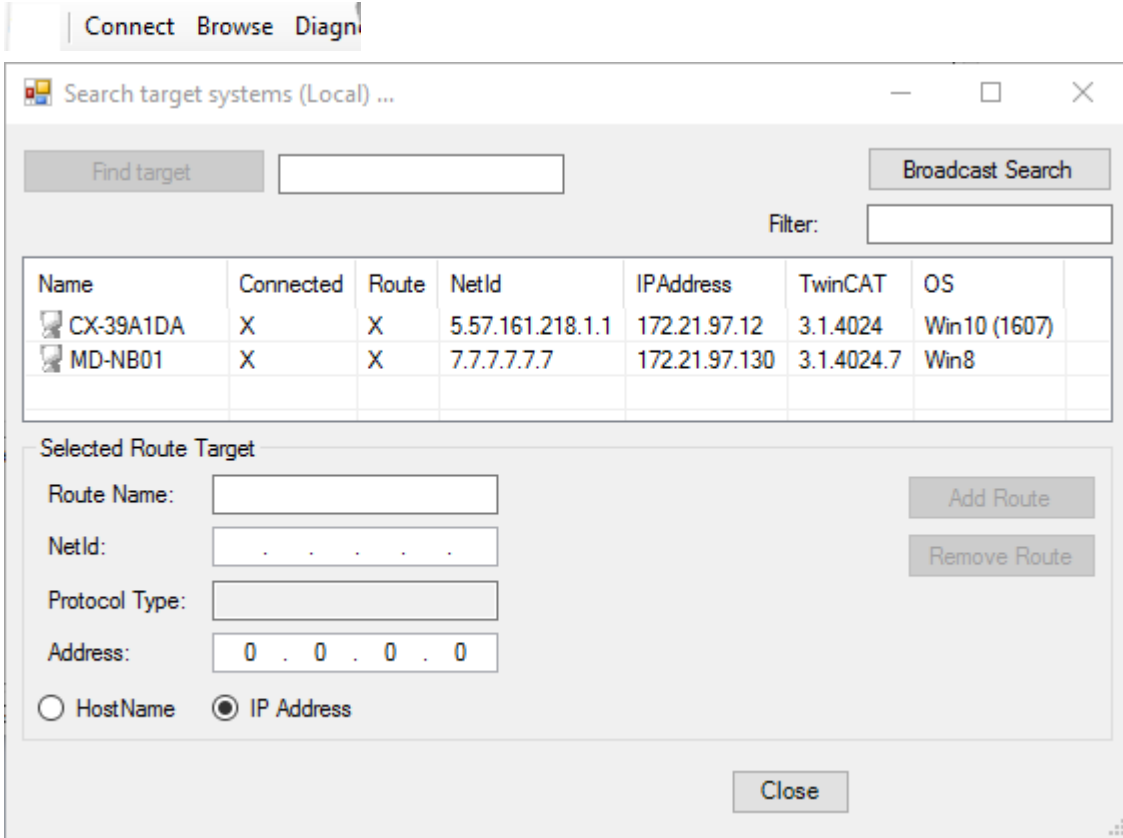 Connect Browse Diagn
Search target systems (Local) ...
Find target
Broadcast Search
Filter:
Name Connected Route NetId IPAddress TwinCAT OS
CX-39A1DA X X 5.57.161.218.1.1 172.21.97.12 3.1.4024 Win10 (1607)
MD-NB01 X X 7.7.7.7.7.7 172.21.97.130 3.1.4024.7 Win8
Selected Route Target
Route Name:
Add Route
NetId: . . . . .
Remove Route
Protocol Type:
Address: 0 . 0 . 0 . 0
HostName IP Address
Close